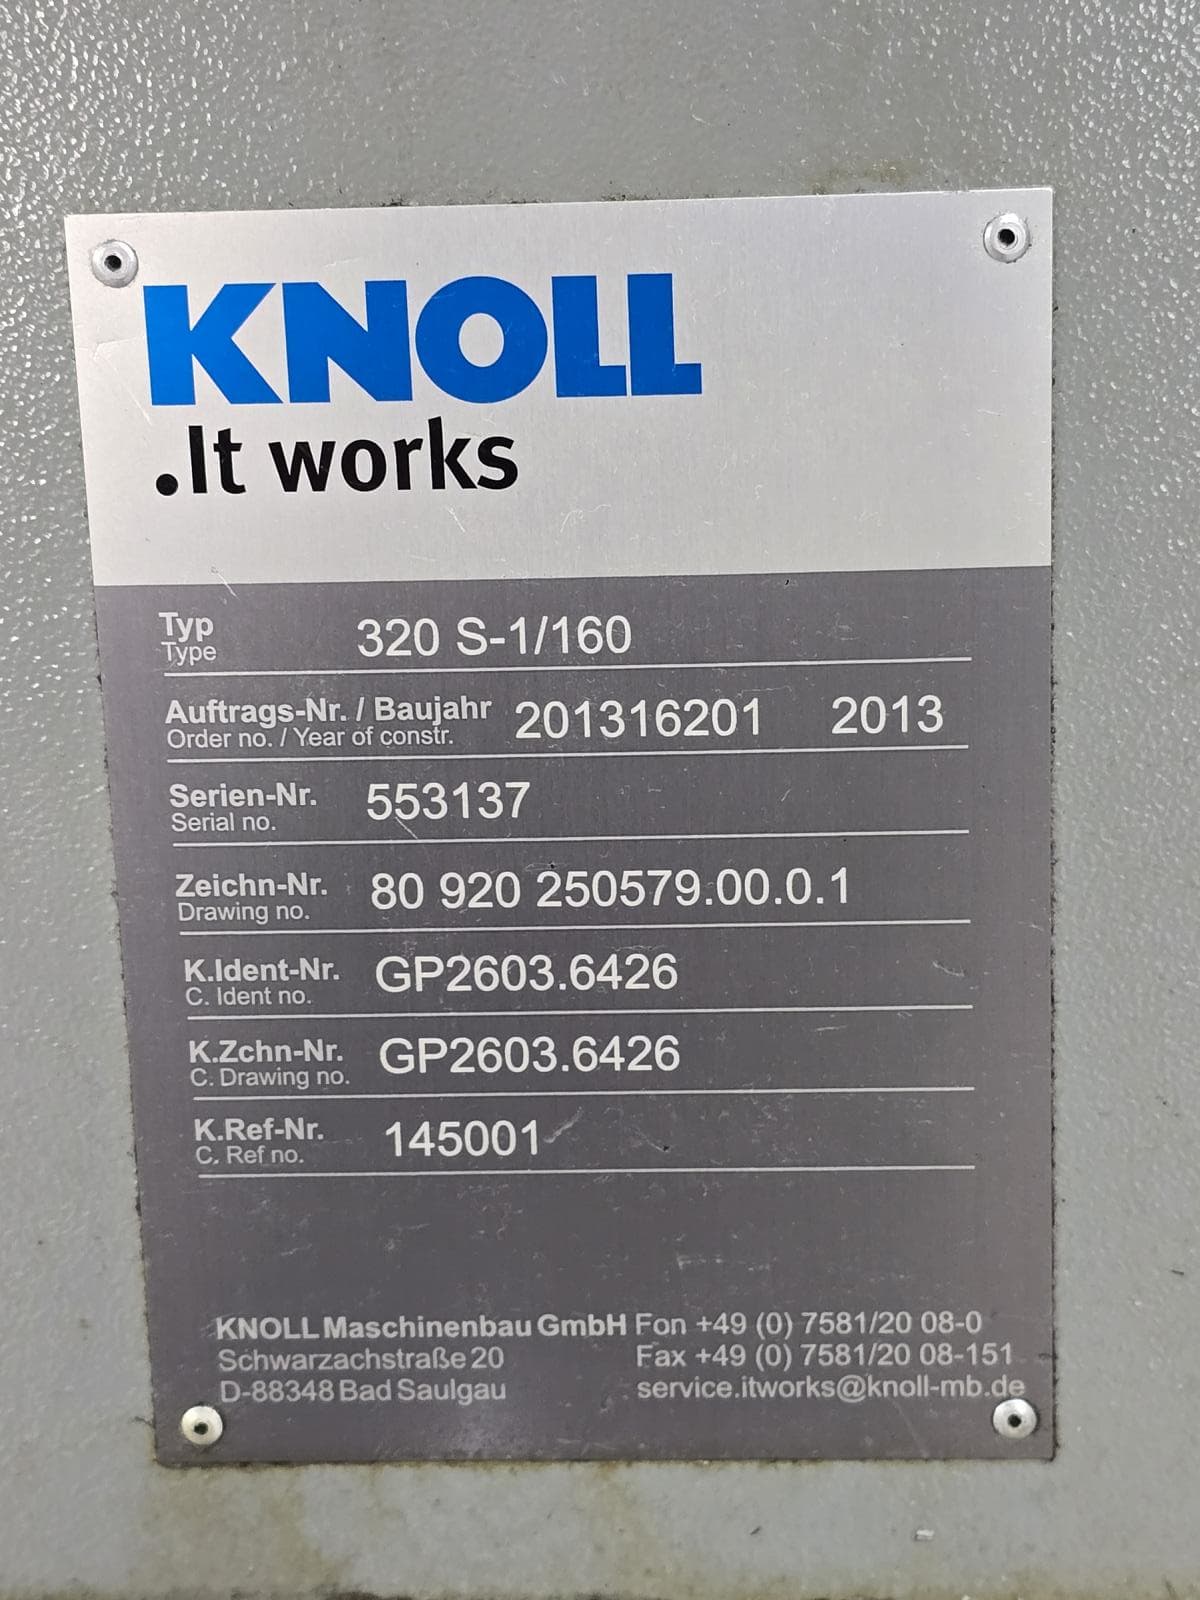 KNOLL
.It works
Typ 320 S-1/160
Type
Auftrags-Nr. / Baujahr 201316201 2013
Order no. / Year of constr.
Serien-Nr. 553137
Serial no.
Zeichn-Nr. 80 920 250579.00.0.1
Drawing no.
K.Ident-Nr. GP2603.6426
C. Ident no.
K.Zchn-Nr. GP2603.6426
C. Drawing no.
K.Ref-Nr. 145001
C. Ref no.
KNOLL Maschinenbau GmbH Fon +49 (0) 7581/20 08-0
Schwarzachstraße 20 Fax +49 (0) 7581/20 08-151
D-88348 Bad Saulgau service.itworks@knoll-mb.de